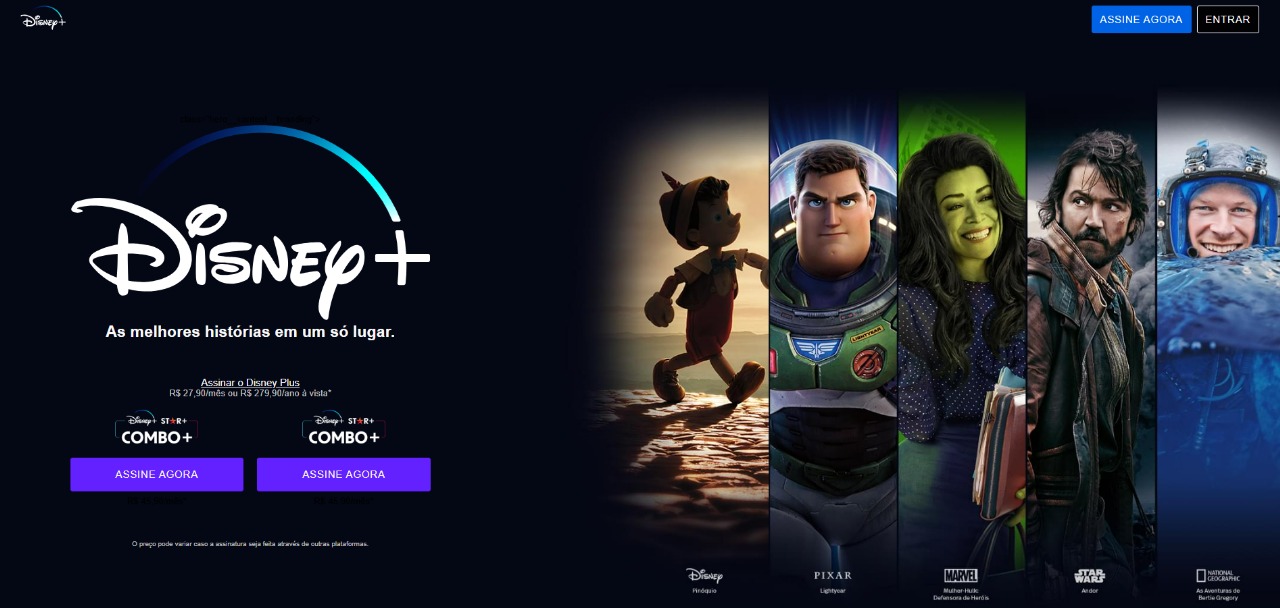 Disney+
ASSINE AGORA
ENTRAR
Disney+
As melhores histórias em um só lugar.
Assinar o Disney Plus
R$ 27,90/mês ou R$ 279,90/ano à vista*
Disney+ ST★R+
COMBO+
Disney+ ST★R+
COMBO+
ASSINE AGORA
ASSINE AGORA
O preço pode variar caso a assinatura seja feita através de outras plataformas.
LIGHTYEAR
Disney
Pinóquio
PIXAR
Lightyear
MARVEL
Mulher-Hulk:
Defensora de Heróis
STAR
WARS
Andor
NATIONAL
GEOGRAPHIC
As Aventuras de
Bertie Gregory